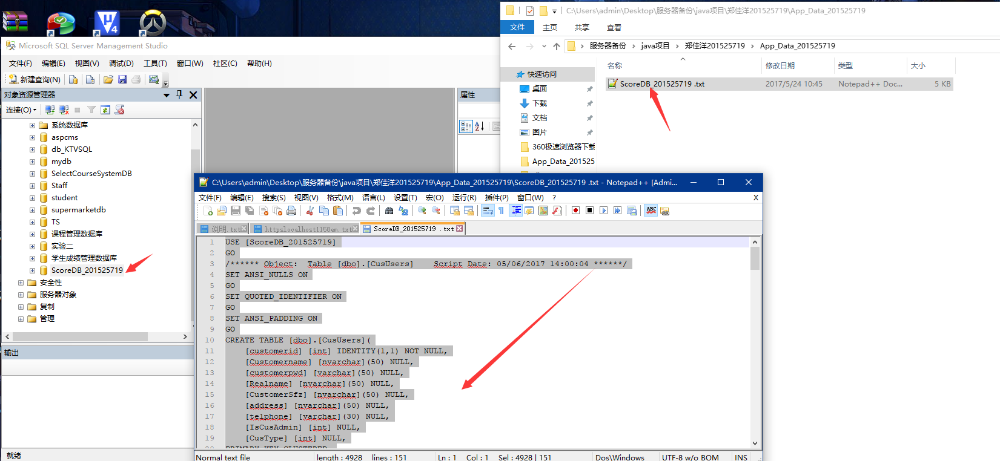 Microsoft SQL Server Management Studio
文件(F) 编辑(E) 视图(V) 调试(D) 工具(T) 窗口(W) 社区(C) 帮助(H)
新建查询(N)
对象资源管理器
连接(O)
系统数据库
aspcms
db_KTVSQL
mydb
SelectCourseSystemDB
Staff
student
supermarketdb
TS
课程管理数据库
实验二
学生成绩管理数据库
ScoreDB_201525719
安全性
服务器对象
复制
管理
输出
就绪
属性
C:\Users\admin\Desktop\服务器备份\java项目\郑佳洋201525719\App_Data_201525719
文件 主页 共享 查看
服务器备份 › java项目 › 郑佳洋201525719 › App_Data_201525719
名称 修改日期 类型 大小
ScoreDB_201525719 .txt 2017/5/24 10:45 Notepad++ Doc... 5 KB
快速访问
桌面
下载
文档
图片
360极速浏览器下载
App_Data_201525
C:\Users\admin\Desktop\服务器备份\java项目\郑佳洋201525719\App_Data_201525719\ScoreDB_201525719 .txt - Notepad++ [Admi...
文件(F) 编辑(E) 搜索(S) 视图(V) 格式(M) 语言(L) 设置(T) 宏(O) 运行(R) 插件(P) 窗口(W) ? X
说明.txt httpslocalhost1158em.txt ScoreDB_201525719 .txt
1 USE [ScoreDB_201525719]
2 GO
3 /****** Object:  Table [dbo].[CusUsers]    Script Date: 05/06/2017 14:00:04 ******/
4 SET ANSI_NULLS ON
5 GO
6 SET QUOTED_IDENTIFIER ON
7 GO
8 SET ANSI_PADDING ON
9 GO
10 CREATE TABLE [dbo].[CusUsers](
11 [customerid] [int] IDENTITY(1,1) NOT NULL,
12 [Customername] [nvarchar](50) NULL,
13 [customerpwd] [varchar](50) NULL,
14 [Realname] [nvarchar](50) NULL,
15 [CustomerSfz] [nvarchar](50) NULL,
16 [address] [nvarchar](50) NULL,
17 [telphone] [varchar](30) NULL,
18 [IsCusAdmin] [int] NULL,
19 [CusType] [int] NULL,
20 PRIMARY KEY CLUSTERED
Normal text file length : 4928 lines : 151 Ln : 1 Col : 1 Sel : 4928 | 151 Dos\Windows UTF-8 w/o BOM INS